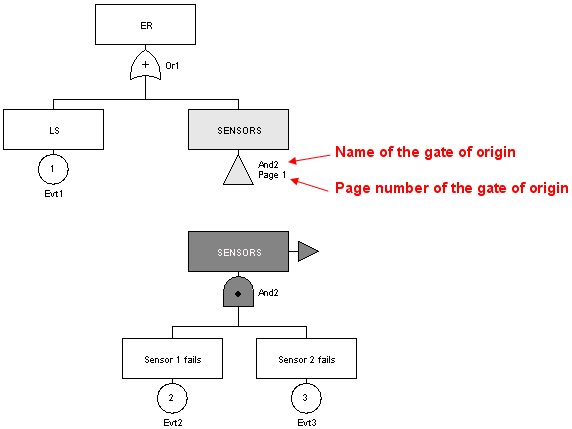 ER
+
Or1
LS
SENSORS
1
And2
Page 1
Evt1
Name of the gate of origin
Page number of the gate of origin
SENSORS
And2
Sensor 1 fails
Sensor 2 fails
2
3
Evt2
Evt3